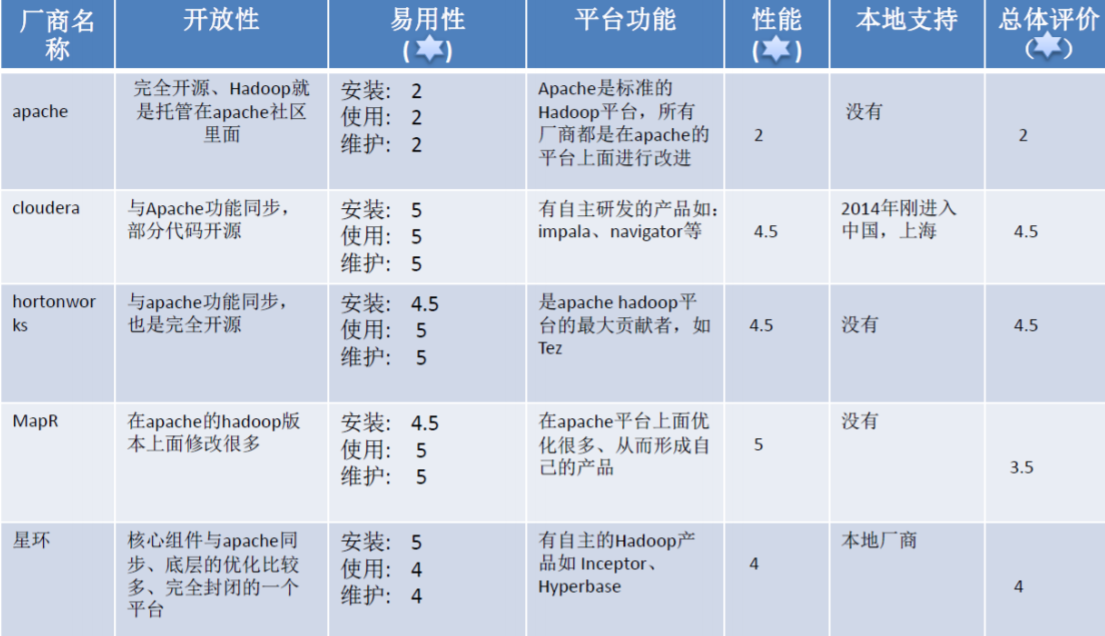 厂商名
称
开放性
易用性
( )
平台功能
性能
( )
本地支持
总体评价
（ ）
apache
完全开源、Hadoop就
是托管在apache社区
里面
安装: 2
使用: 2
维护: 2
Apache是标准的
Hadoop平台，所有
厂商都是在apache的
平台上面进行改进
2
没有
2
cloudera
与Apache功能同步，
部分代码开源
安装: 5
使用: 5
维护: 5
有自主研发的产品如：
impala、navigator等
4.5
2014年刚进入
中国，上海
4.5
hortonwor
ks
与apache功能同步，
也是完全开源
安装: 4.5
使用: 5
维护: 5
是apache hadoop平
台的最大贡献者，如
Tez
4.5
没有
4.5
MapR
在apache的hadoop版
本上面修改很多
安装: 4.5
使用: 5
维护: 5
在apache平台上面优
化很多、从而形成自
己的产品
5
没有
3.5
星环
核心组件与apache同
步、底层的优化比较
多、完全封闭的一个
平台
安装: 5
使用: 4
维护: 4
有自主的Hadoop产
品如 Inceptor、
Hyperbase
4
本地厂商
4